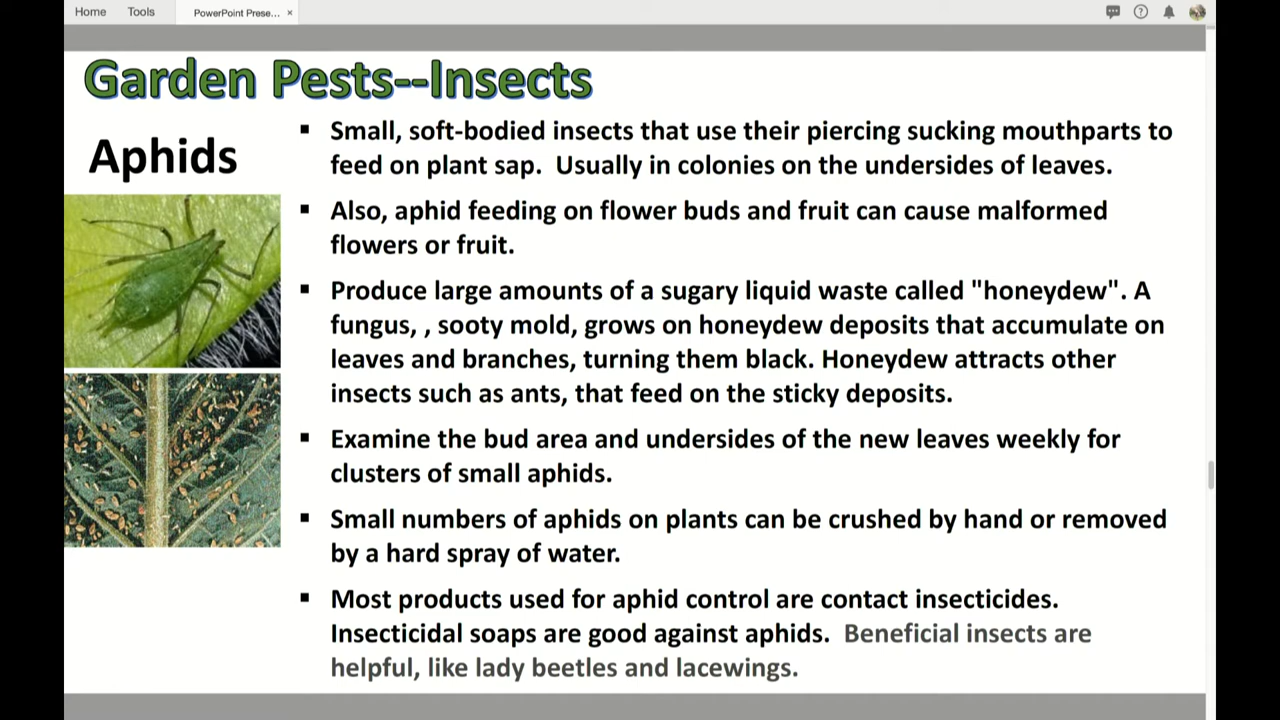 Home Tools PowerPoint Prese... ×
Garden Pests--Insects
Aphids
▪ Small, soft-bodied insects that use their piercing sucking mouthparts to
feed on plant sap. Usually in colonies on the undersides of leaves.
▪ Also, aphid feeding on flower buds and fruit can cause malformed
flowers or fruit.
▪ Produce large amounts of a sugary liquid waste called "honeydew". A
fungus, , sooty mold, grows on honeydew deposits that accumulate on
leaves and branches, turning them black. Honeydew attracts other
insects such as ants, that feed on the sticky deposits.
▪ Examine the bud area and undersides of the new leaves weekly for
clusters of small aphids.
▪ Small numbers of aphids on plants can be crushed by hand or removed
by a hard spray of water.
▪ Most products used for aphid control are contact insecticides.
Insecticidal soaps are good against aphids. Beneficial insects are
helpful, like lady beetles and lacewings.